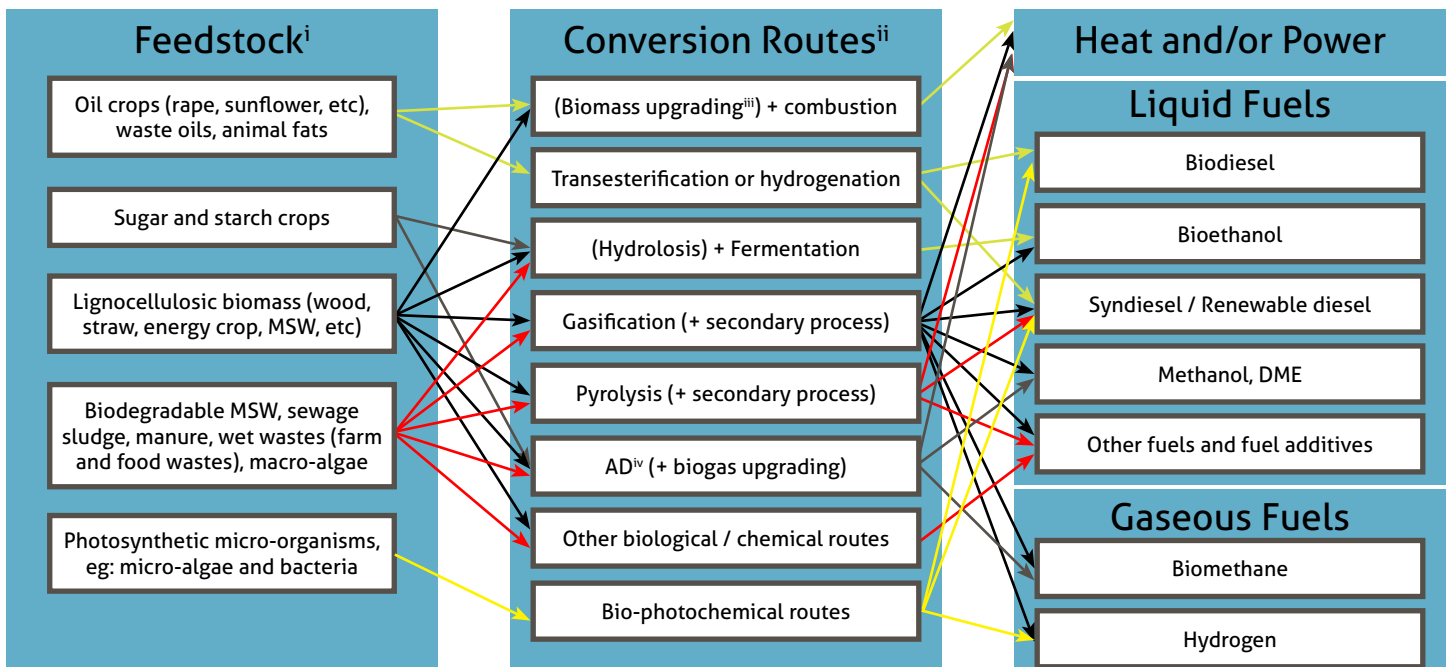 Feedstockⁱ
Oil crops (rape, sunflower, etc),
waste oils, animal fats
Sugar and starch crops
Lignocellulosic biomass (wood,
straw, energy crop, MSW, etc)
Biodegradable MSW, sewage
sludge, manure, wet wastes (farm
and food wastes), macro-algae
Photosynthetic micro-organisms,
eg: micro-algae and bacteria
Conversion Routesⁱⁱ
(Biomass upgradingⁱⁱⁱ) + combustion
Transesterification or hydrogenation
(Hydrolosis) + Fermentation
Gasification (+ secondary process)
Pyrolysis (+ secondary process)
ADⁱᵛ (+ biogas upgrading)
Other biological / chemical routes
Bio-photochemical routes
Heat and/or Power
Liquid Fuels
Biodiesel
Bioethanol
Syndiesel / Renewable diesel
Methanol, DME
Other fuels and fuel additives
Gaseous Fuels
Biomethane
Hydrogen